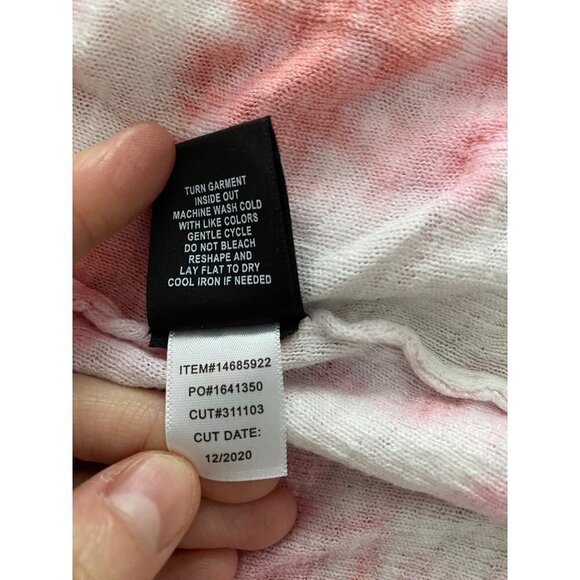 TURN GARMENT
INSIDE OUT
MACHINE WASH COLD
WITH LIKE COLORS
GENTLE CYCLE
DO NOT BLEACH
RESHAPE AND
LAY FLAT TO DRY
COOL IRON IF NEEDED
ITEM#14685922
PO#1641350
CUT#311103
CUT DATE:
12/2020